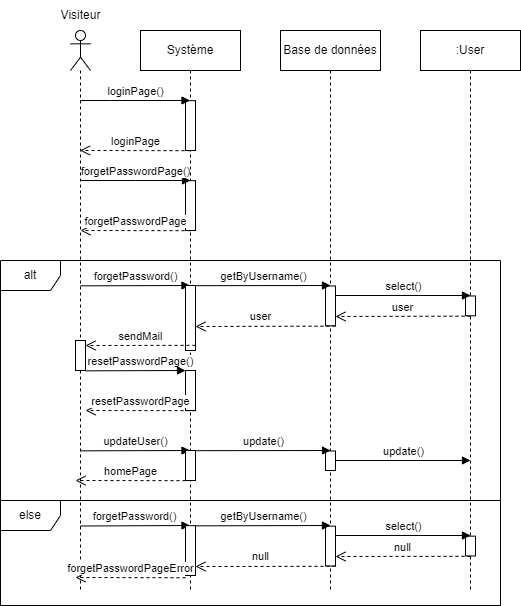 Visiteur
Système
Base de données
:User
loginPage()
loginPage
forgetPasswordPage()
forgetPasswordPage
alt
forgetPassword()
getByUsername()
select()
user
user
sendMail
resetPasswordPage()
resetPasswordPage
updateUser()
update()
update()
homePage
else
forgetPassword()
getByUsername()
select()
null
null
forgetPasswordPageError